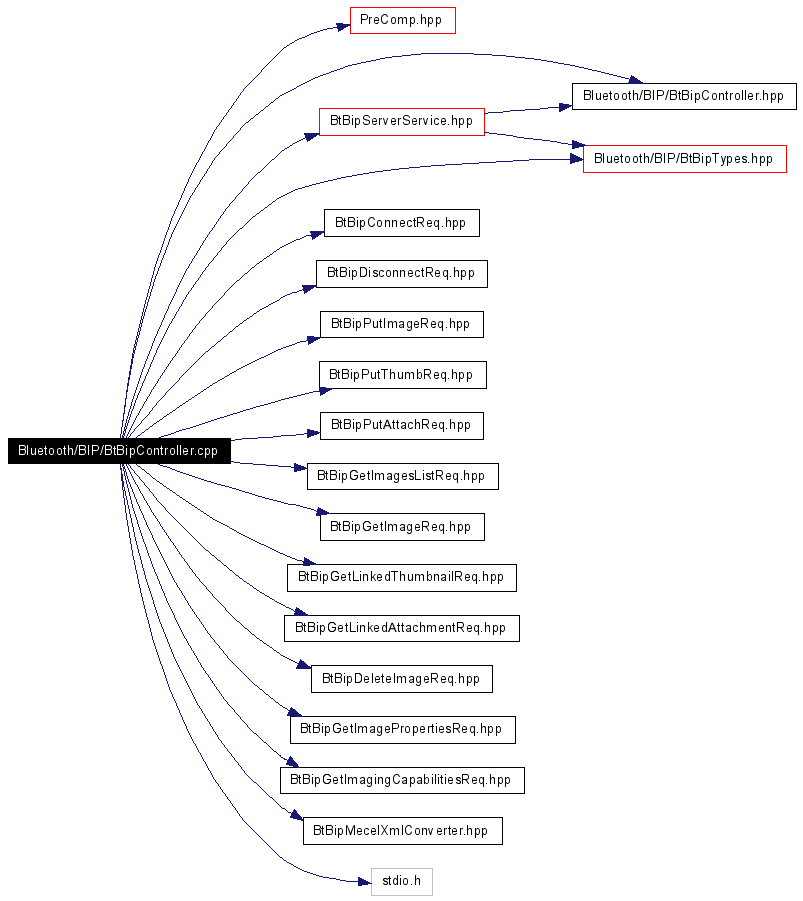 PreComp.hpp
Bluetooth/BIP/BtBipController.hpp
BtBipServerService.hpp
Bluetooth/BIP/BtBipTypes.hpp
BtBipConnectReq.hpp
BtBipDisconnectReq.hpp
BtBipPutImageReq.hpp
BtBipPutThumbReq.hpp
BtBipPutAttachReq.hpp
Bluetooth/BIP/BtBipController.cpp
BtBipGetImagesListReq.hpp
BtBipGetImageReq.hpp
BtBipGetLinkedThumbnailReq.hpp
BtBipGetLinkedAttachmentReq.hpp
BtBipDeleteImageReq.hpp
BtBipGetImagePropertiesReq.hpp
BtBipGetImagingCapabilitiesReq.hpp
BtBipMecelXmlConverter.hpp
stdio.h